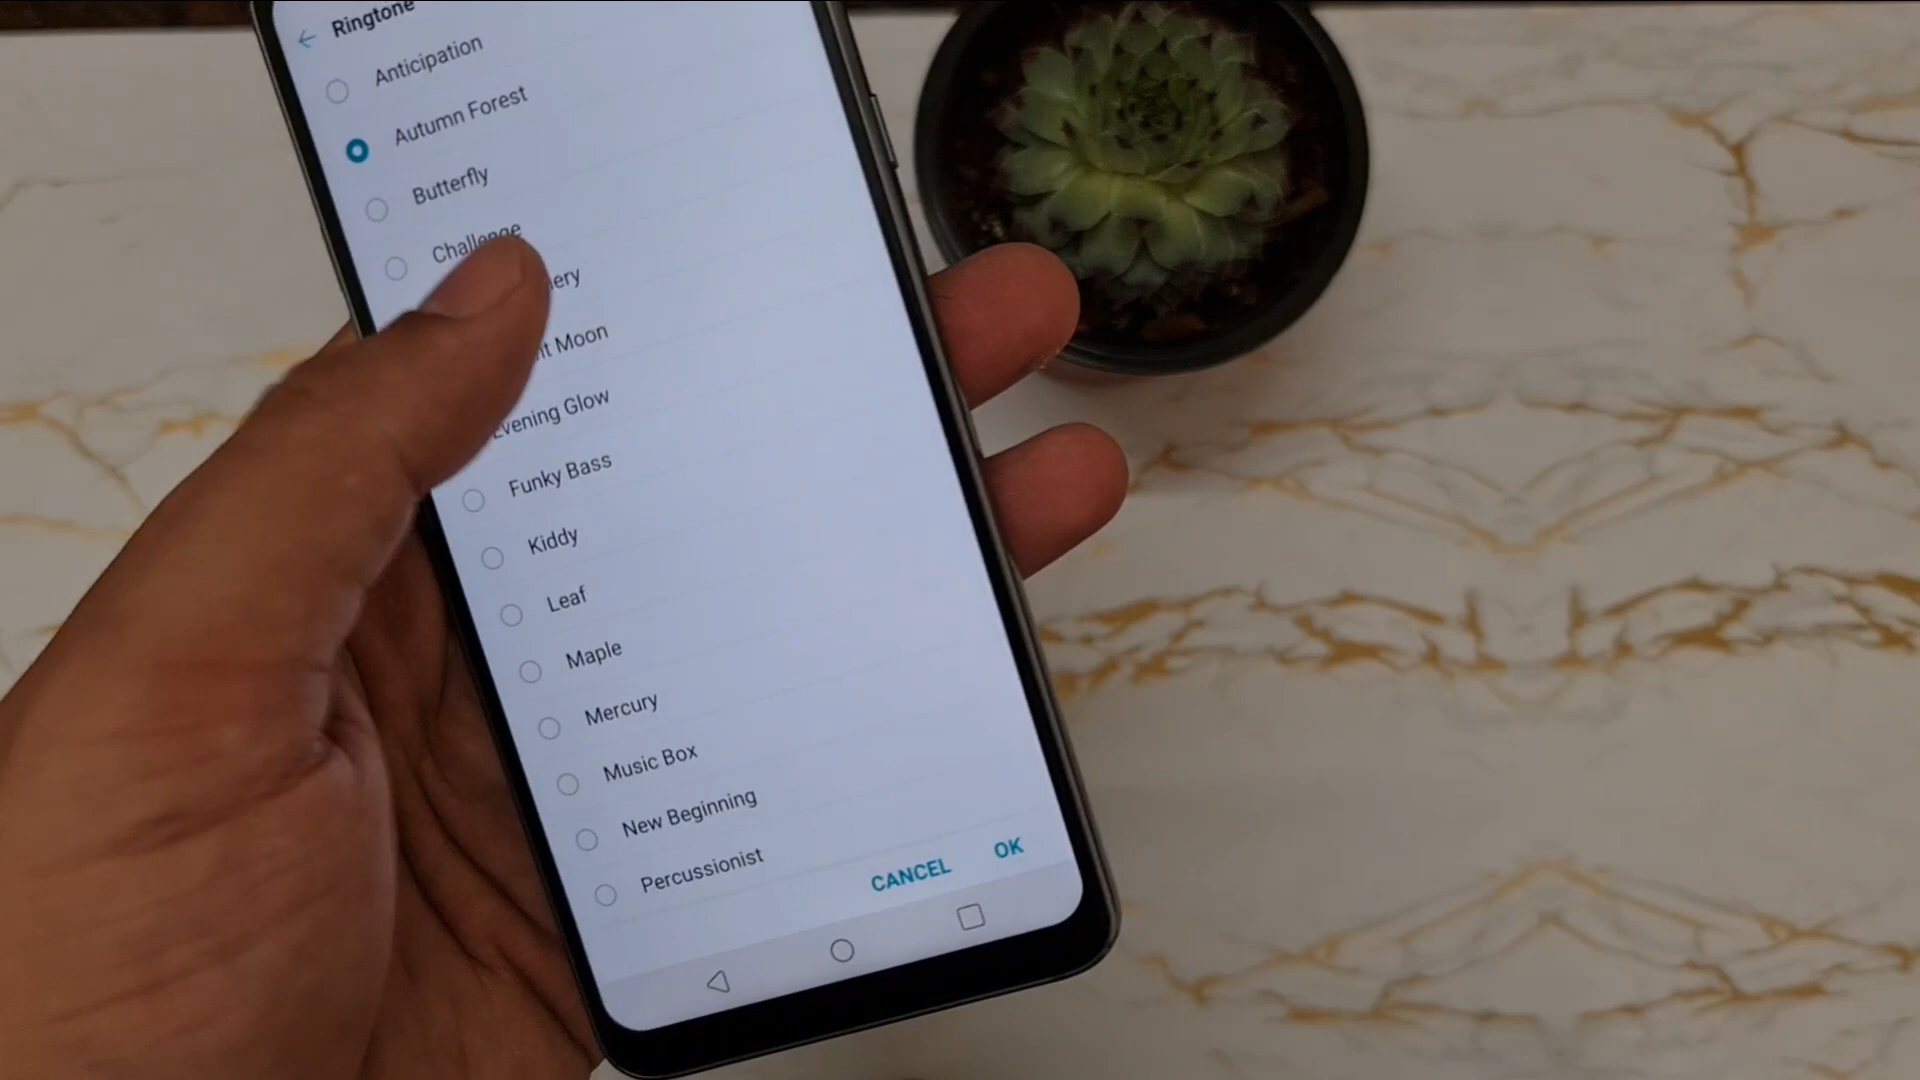 Ringtone
Anticipation
Autumn Forest
Butterfly
Challenge
Moon
Evening Glow
Funky Bass
Kiddy
Leaf
Maple
Mercury
Music Box
New Beginning
Percussionist
CANCEL OK